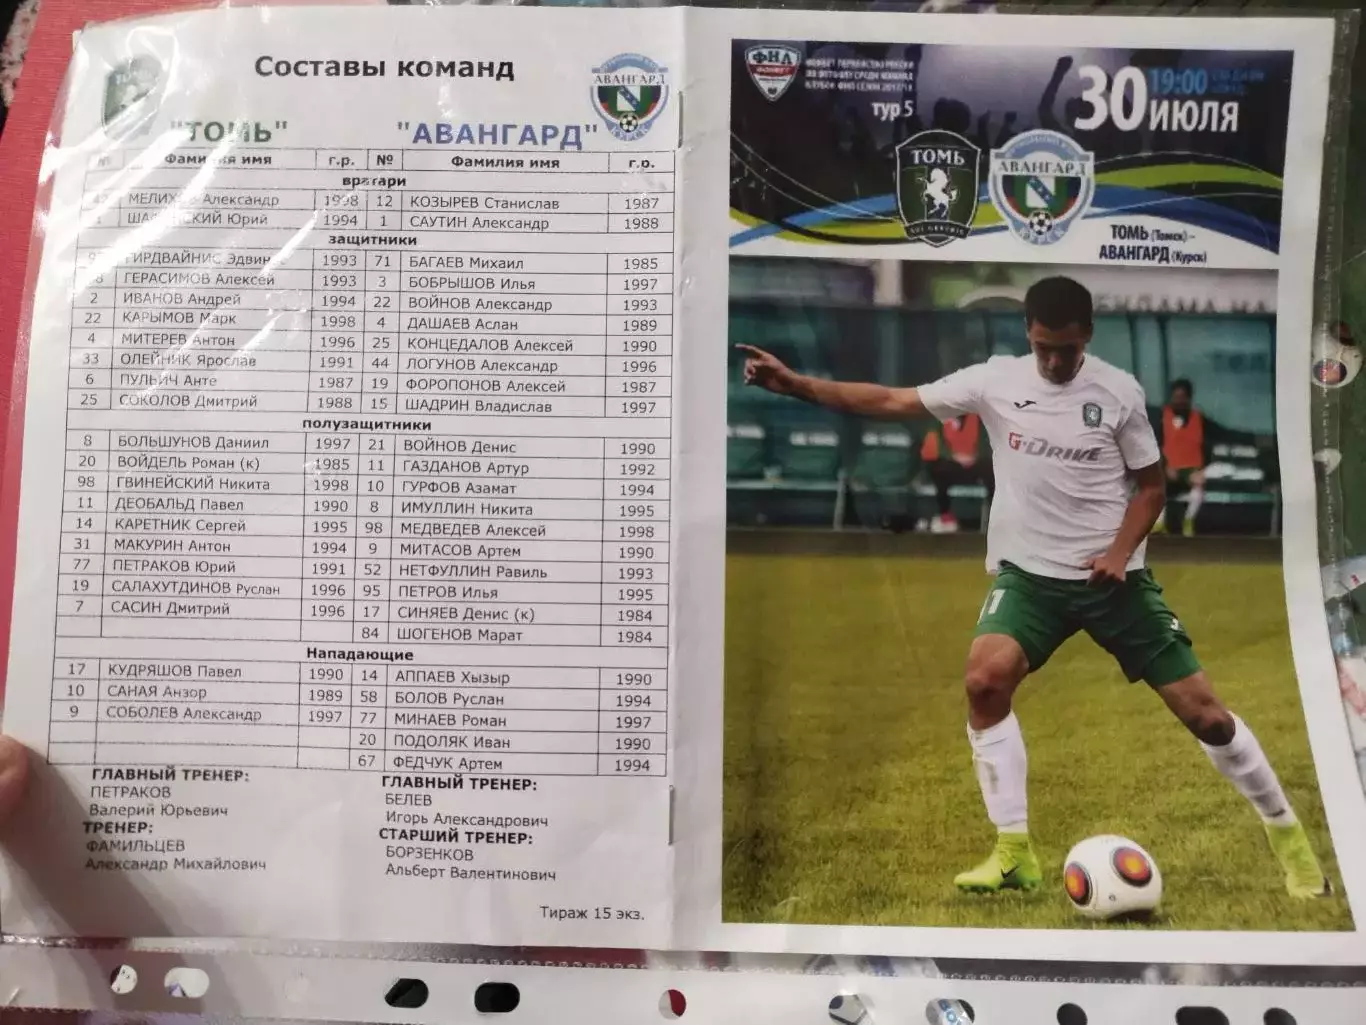 Составы команд
ТОМЬ
АВАНГАРД
КУРСК
"ТОМЬ" "АВАНГАРД"
№ Фамилия имя г.р. № Фамилия имя г.р.
вратари
Александр 1998 12 КОЗЫРЕВ Станислав 1987
1 Юрий 1994 1 САУТИН Александр 1988
защитники
1993 71 БАГАЕВ Михаил 1985
ГЕРАСИМОВ Алексей 1993 3 БОБРЫШОВ Илья 1997
2 ИВАНОВ Андрей 1994 22 ВОЙНОВ Александр 1993
22 КАРЫМОВ Марк 1998 4 ДАШАЕВ Аслан 1989
4 МИТЕРЕВ Антон 1996 25 КОНЦЕДАЛОВ Алексей 1990
33 ОЛЕЙНИК Ярослав 1991 44 ЛОГУНОВ Александр 1996
6 ПУЛЬИЧ Анте 1987 19 ФОРОПОНОВ Алексей 1987
25 СОКОЛОВ Дмитрий 1988 15 ШАДРИН Владислав 1997
полузащитники
8 БОЛЬШУНОВ Даниил 1997 21 ВОЙНОВ Денис 1990
20 ВОЙДЕЛЬ Роман (к) 1985 11 ГАЗДАНОВ Артур 1992
98 ГВИНЕЙСКИЙ Никита 1998 10 ГУРФОВ Азамат 1994
11 ДЕОБАЛЬД Павел 1990 8 ИМУЛЛИН Никита 1995
14 КАРЕТНИК Сергей 1995 98 МЕДВЕДЕВ Алексей 1998
31 МАКУРИН Антон 1994 9 МИТАСОВ Артем 1990
77 ПЕТРАКОВ Юрий 1991 52 НЕТФУЛЛИН Равиль 1993
19 САЛАХУТДИНОВ Руслан 1996 95 ПЕТРОВ Илья 1995
7 САСИН Дмитрий 1996 17 СИНЯЕВ Денис (к) 1984
84 ШОГЕНОВ Марат 1984
Нападающие
17 КУДРЯШОВ Павел 1990 14 АППАЕВ Хызыр 1990
10 САНАЯ Анзор 1989 58 БОЛОВ Руслан 1994
9 СОБОЛЕВ Александр 1997 77 МИНАЕВ Роман 1997
20 ПОДОЛЯК Иван 1990
67 ФЕДЧУК Артем 1994
ГЛАВНЫЙ ТРЕНЕР: ГЛАВНЫЙ ТРЕНЕР:
ПЕТРАКОВ БЕЛЕВ
Валерий Юрьевич Игорь Александрович
ТРЕНЕР: СТАРШИЙ ТРЕНЕР:
ФАМИЛЬЦЕВ БОРЗЕНКОВ
Александр Михайлович Альберт Валентинович
Тираж 15 экз.
ФНЛ
тур 5
30 19:00
ИЮЛЯ
ТОМЬ
АВАНГАРД
КУРСК
ТОМЬ (Томск) –
АВАНГАРД (Курск)
G-DRIVE